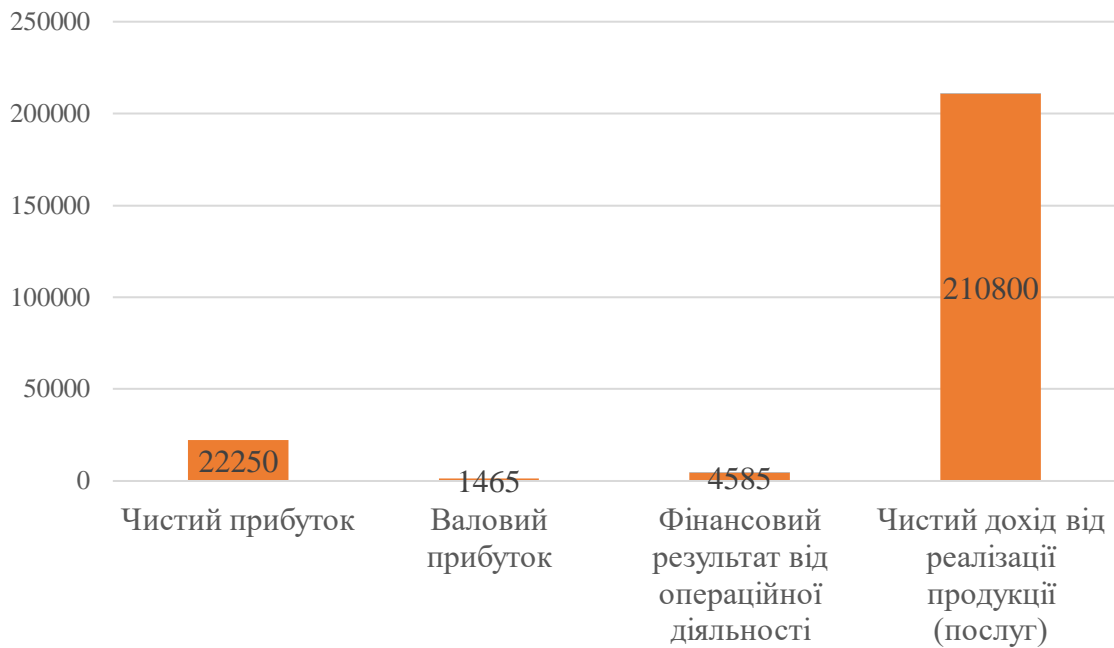 250000
200000
150000
100000
50000
0
22250
1465
4585
210800
Чистий прибуток
Валовий
прибуток
Фінансовий
результат від
операційної
діяльності
Чистий дохід від
реалізації
продукції
(послуг)